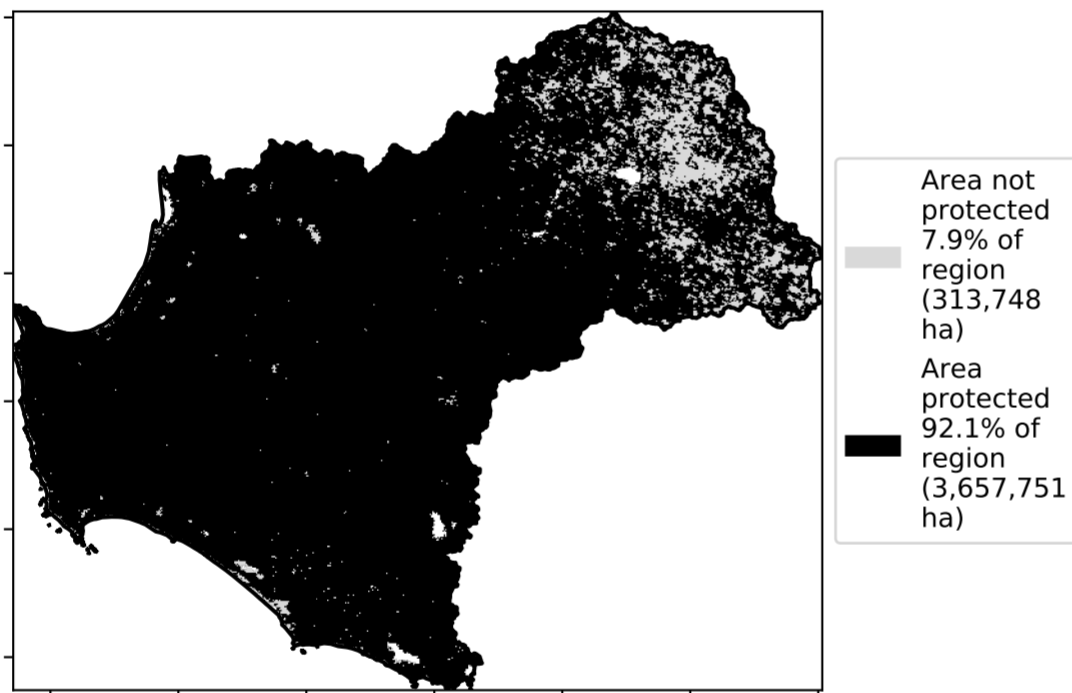 Area not
protected
7.9% of
region
(313,748
ha)
Area
protected
92.1% of
region
(3,657,751
ha)